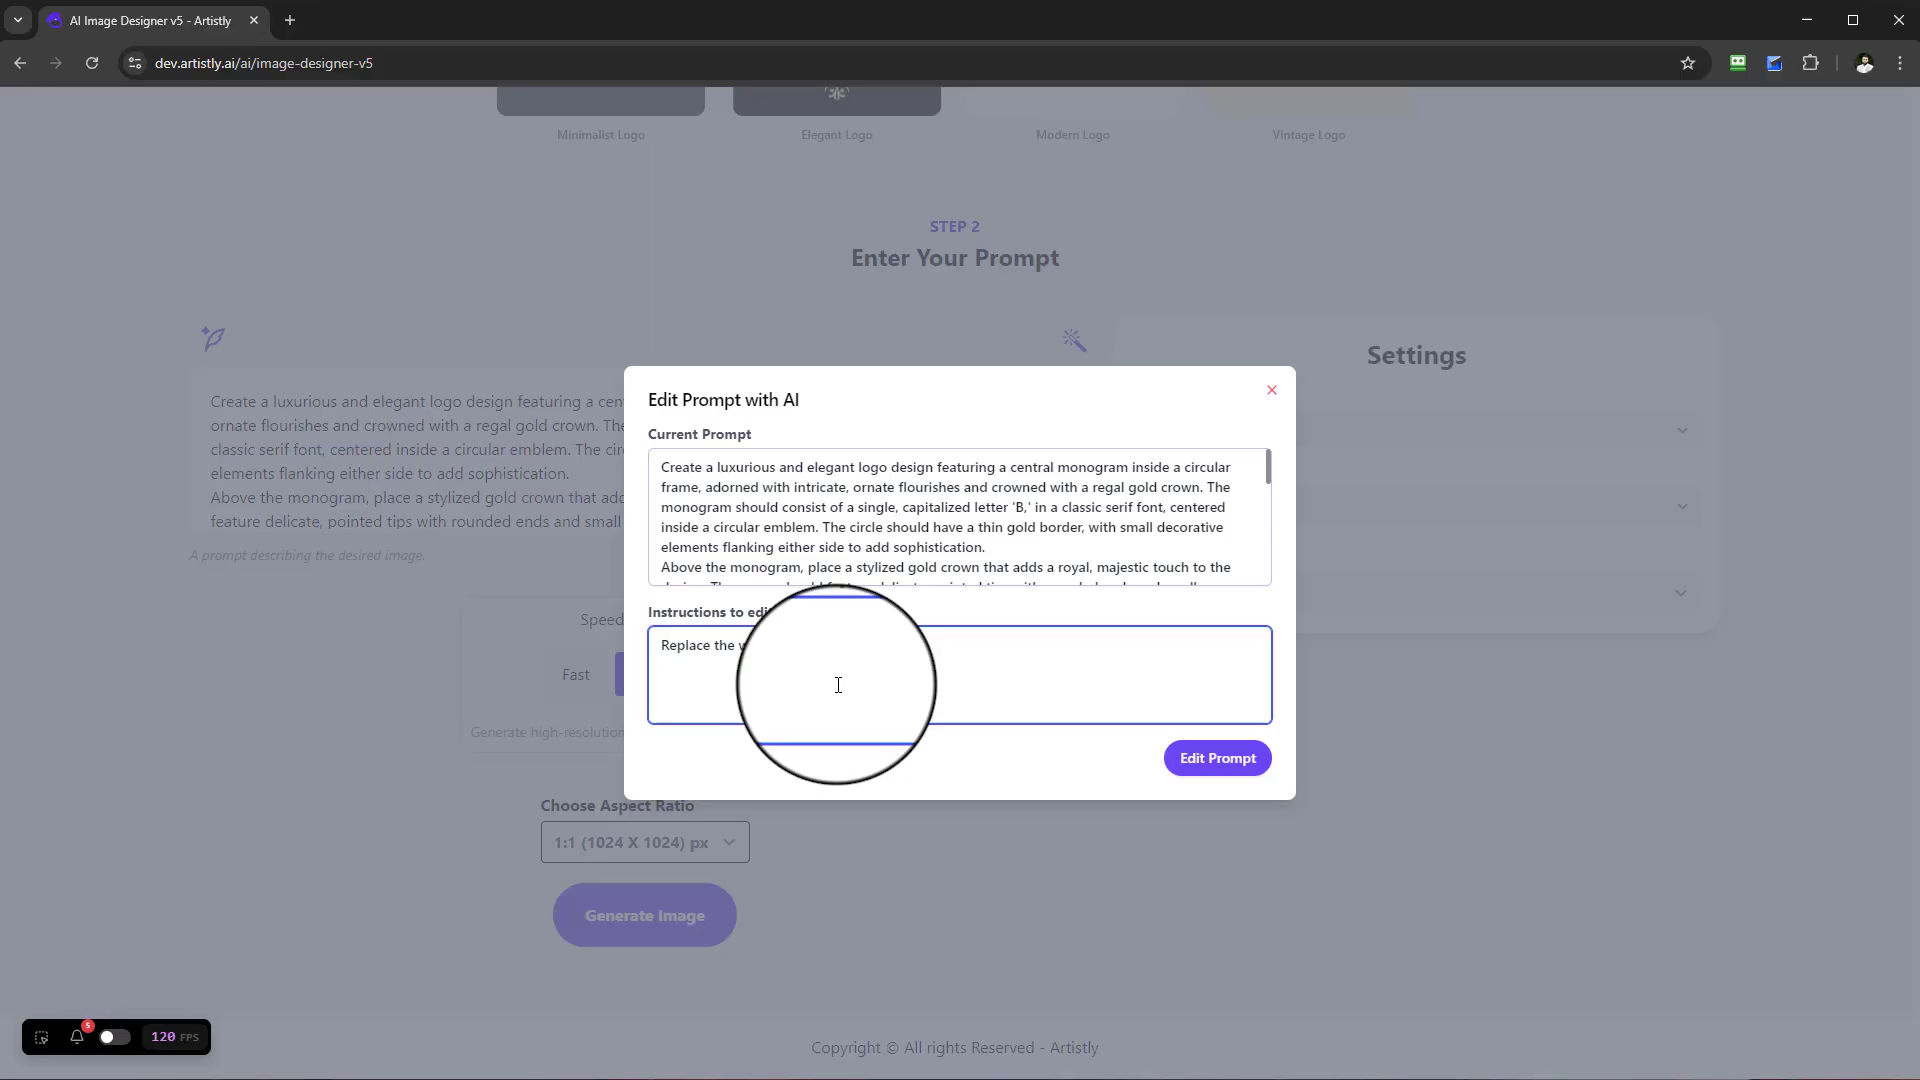 AI Image Designer v5 - Artistly
dev.artistly.ai/ai/image-designer-v5
Minimalist Logo
Elegant Logo
Modern Logo
Vintage Logo
STEP 2
Enter Your Prompt
Settings
Create a luxurious and elegant logo design featuring a cen
ornate flourishes and crowned with a regal gold crown. The
classic serif font, centered inside a circular emblem. The circ
elements flanking either side to add sophistication.
Above the monogram, place a stylized gold crown that add
feature delicate, pointed tips with rounded ends and small
A prompt describing the desired image.
Speed
Fast
Generate high-resolution
Choose Aspect Ratio
1:1 (1024 X 1024) px
Generate Image
Edit Prompt with AI
Current Prompt
Create a luxurious and elegant logo design featuring a central monogram inside a circular
frame, adorned with intricate, ornate flourishes and crowned with a regal gold crown. The
monogram should consist of a single, capitalized letter 'B,' in a classic serif font, centered
inside a circular emblem. The circle should have a thin gold border, with small decorative
elements flanking either side to add sophistication.
Above the monogram, place a stylized gold crown that adds a royal, majestic touch to the
Instructions to edi
Replace the w
Edit Prompt
5
120 FPS
Copyright © All rights Reserved - Artistly